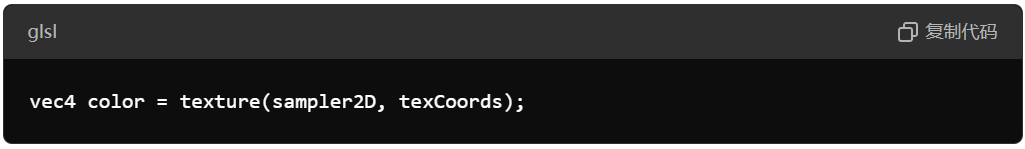 glsl
复制代码
vec4 color = texture(sampler2D, texCoords);